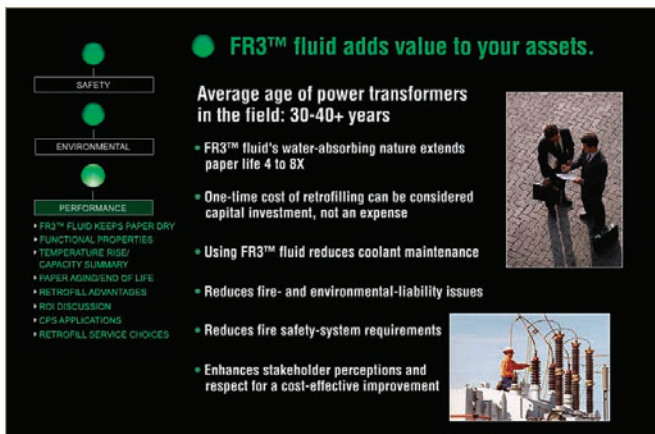 FR3™ fluid adds value to your assets.
SAFETY
ENVIRONMENTAL
PERFORMANCE
FR3™ FLUID KEEPS PAPER DRY
FUNCTIONAL PROPERTIES
TEMPERATURE RISE/
CAPACITY SUMMARY
PAPER AGING/END OF LIFE
RETROFILL ADVANTAGES
ROI DISCUSSION
CPS APPLICATIONS
RETROFILL SERVICE CHOICES
Average age of power transformers
in the field: 30-40+ years
• FR3™ fluid's water-absorbing nature extends
paper life 4 to 8X
• One-time cost of retrofilling can be considered
capital investment, not an expense
• Using FR3™ fluid reduces coolant maintenance
• Reduces fire- and environmental-liability issues
• Reduces fire safety-system requirements
• Enhances stakeholder perceptions and
respect for a cost-effective improvement